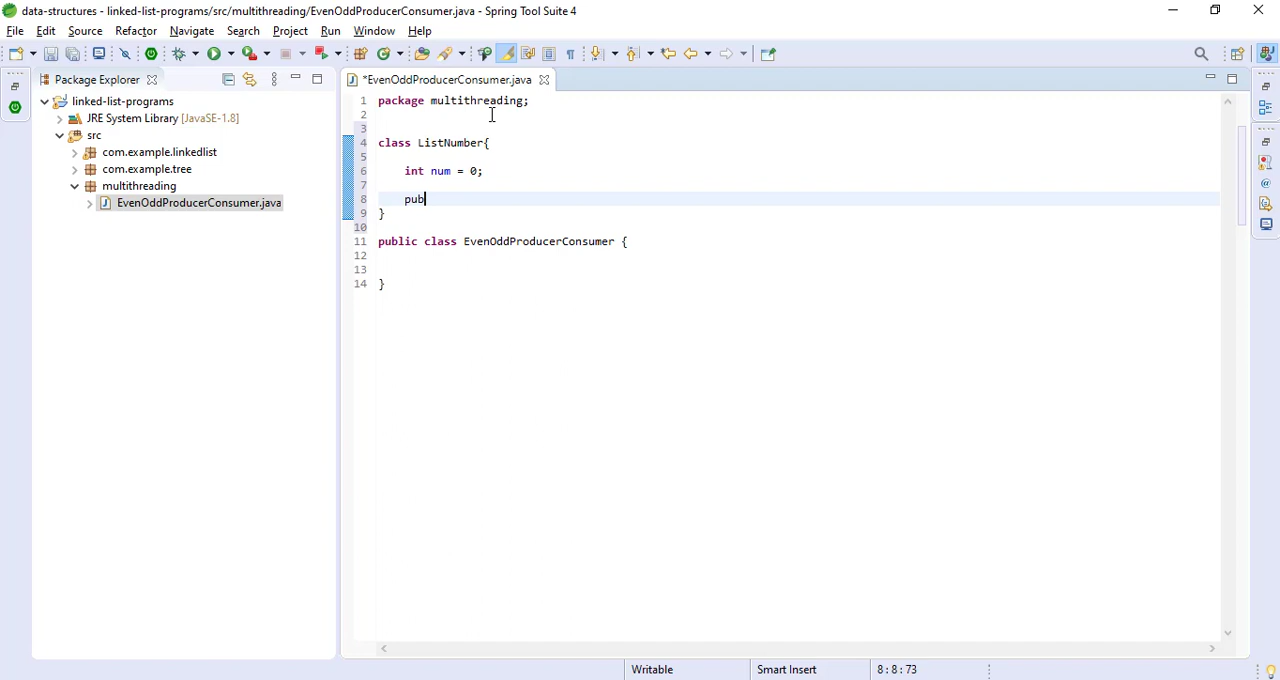 data-structures - linked-list-programs/src/multithreading/EvenOddProducerConsumer.java - Spring Tool Suite 4
File Edit Source Refactor Navigate Search Project Run Window Help
Package Explorer
linked-list-programs
JRE System Library [JavaSE-1.8]
src
com.example.linkedlist
com.example.tree
multithreading
EvenOddProducerConsumer.java
*EvenOddProducerConsumer.java
1 package multithreading;
2
3
4 class ListNumber{
5
6 int num = 0;
7
8 pub
9 }
10
11 public class EvenOddProducerConsumer {
12
13
14 }
Writable Smart Insert 8:8:73